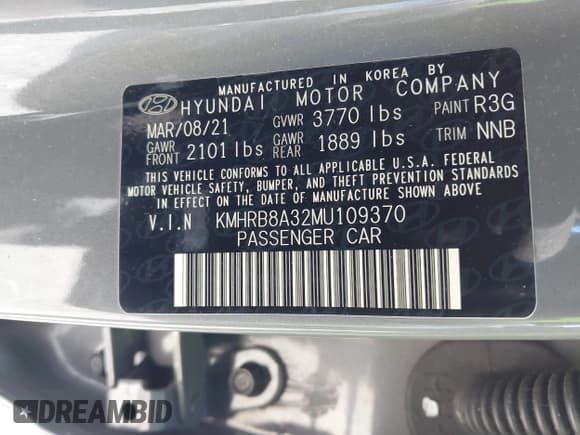 MANUFACTURED IN KOREA BY
HYUNDAI MOTOR COMPANY
MAR/08/21 GVWR 3770 lbs PAINT R3G
GAWR FRONT 2101 lbs GAWR REAR 1889 lbs TRIM NNB
THIS VEHICLE CONFORMS TO ALL APPLICABLE U.S.A. FEDERAL
MOTOR VEHICLE SAFETY, BUMPER, AND THEFT PREVENTION STANDARDS
IN EFFECT ON THE DATE OF MANUFACTURE SHOWN ABOVE
V.I.N KMHRB8A32MU109370
PASSENGER CAR
DREAMBID